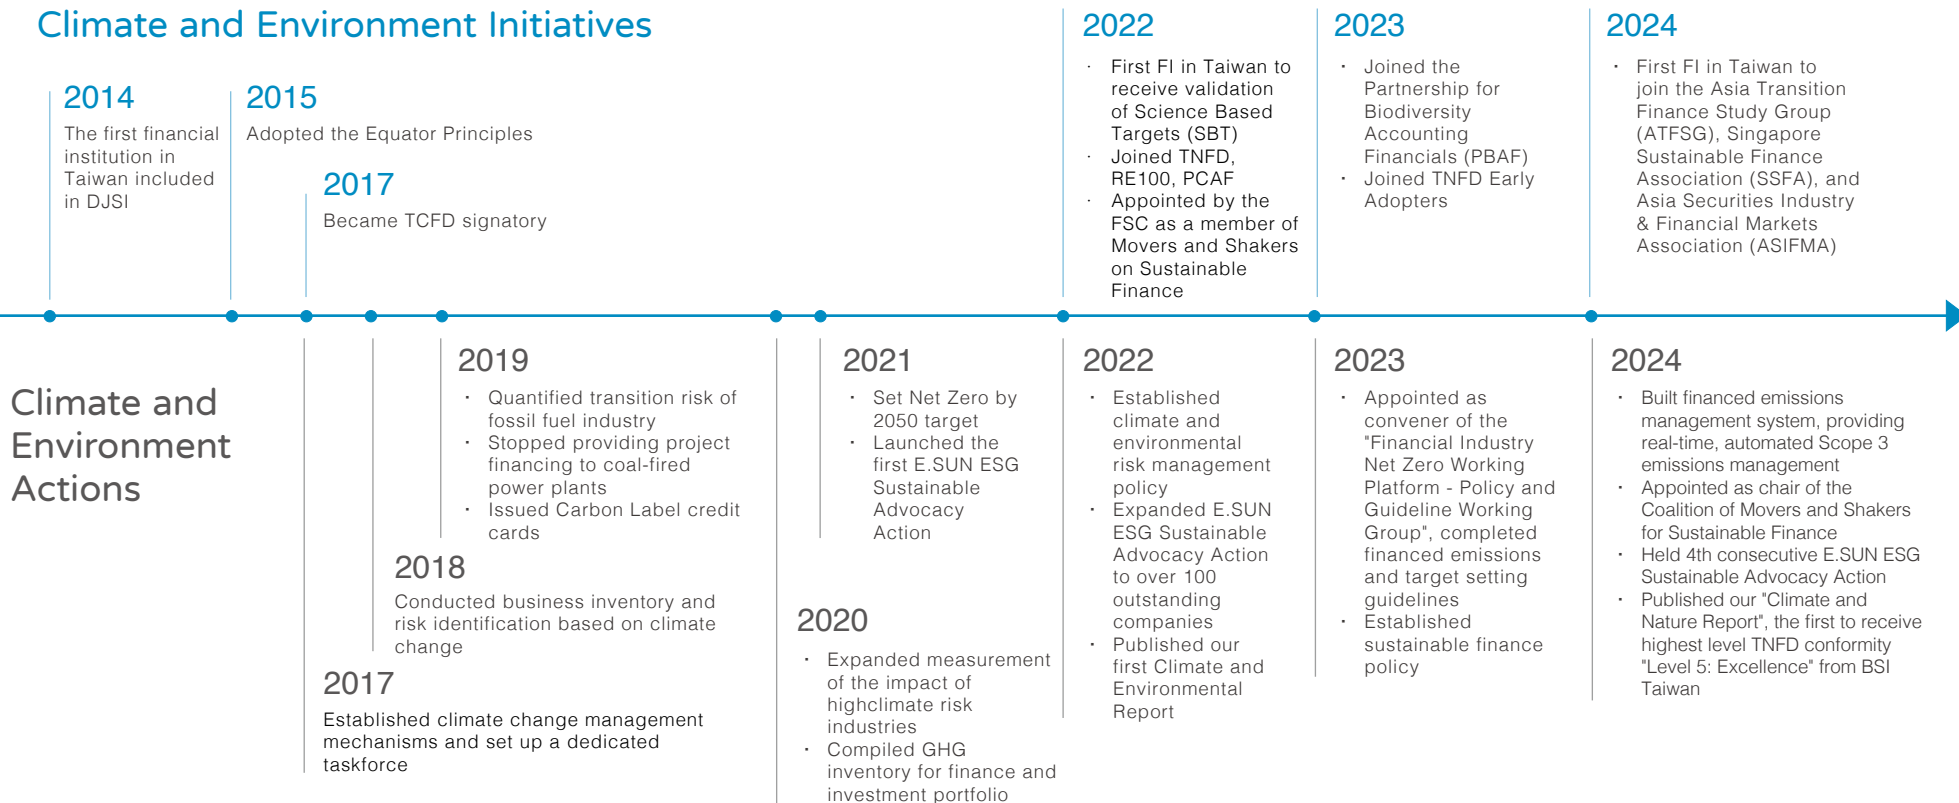 Climate and Environment Initiatives
2014
The first financial
institution in
Taiwan included
in DJSI
2015
Adopted the Equator Principles
2017
Became TCFD signatory
2022
· First FI in Taiwan to
receive validation
of Science Based
Targets (SBT)
· Joined TNFD,
RE100, PCAF
· Appointed by the
FSC as a member of
Movers and Shakers
on Sustainable
Finance
2023
· Joined the
Partnership for
Biodiversity
Accounting
Financials (PBAF)
· Joined TNFD Early
Adopters
2024
· First FI in Taiwan to
join the Asia Transition
Finance Study Group
(ATFSG), Singapore
Sustainable Finance
Association (SSFA), and
Asia Securities Industry
& Financial Markets
Association (ASIFMA)
Climate and
Environment
Actions
2017
Established climate change management
mechanisms and set up a dedicated
taskforce
2018
Conducted business inventory and
risk identification based on climate
change
2019
· Quantified transition risk of
fossil fuel industry
· Stopped providing project
financing to coal-fired
power plants
· Issued Carbon Label credit
cards
2020
· Expanded measurement
of the impact of
highclimate risk
industries
· Compiled GHG
inventory for finance and
investment portfolio
2021
· Set Net Zero by
2050 target
· Launched the
first E.SUN ESG
Sustainable
Advocacy
Action
2022
· Established
climate and
environmental
risk management
policy
· Expanded E.SUN
ESG Sustainable
Advocacy Action
to over 100
outstanding
companies
· Published our
first Climate and
Environmental
Report
2023
· Appointed as
convener of the
"Financial Industry
Net Zero Working
Platform - Policy and
Guideline Working
Group", completed
financed emissions
and target setting
guidelines
· Established
sustainable finance
policy
2024
· Built financed emissions
management system, providing
real-time, automated Scope 3
emissions management
· Appointed as chair of the
Coalition of Movers and Shakers
for Sustainable Finance
· Held 4th consecutive E.SUN ESG
Sustainable Advocacy Action
· Published our "Climate and
Nature Report", the first to receive
highest level TNFD conformity
"Level 5: Excellence" from BSI
Taiwan